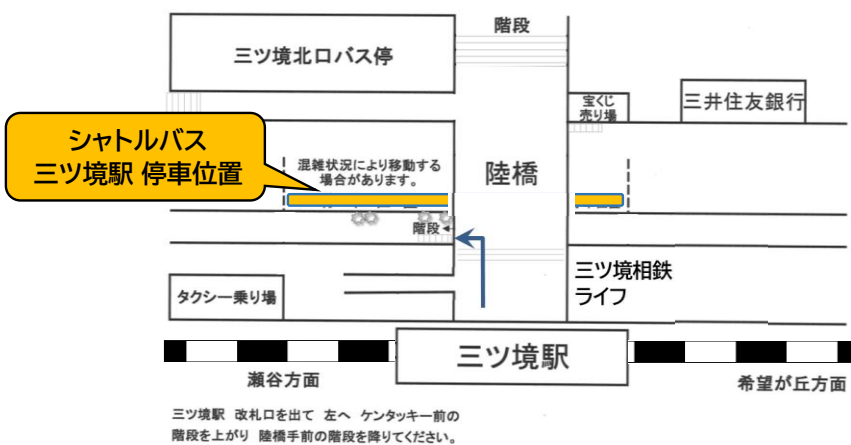 階段
三ツ境北口バス停
宝くじ
売り場
三井住友銀行
シャトルバス
三ツ境駅 停車位置
混雑状況により移動する
場合があります。
陸橋
階段
三ツ境相鉄
ライフ
タクシー乗り場
三ツ境駅
瀬谷方面
希望が丘方面
三ツ境駅 改札口を出て 左へ ケンタッキー前の
階段を上がり 陸橋手前の階段を降りてください。